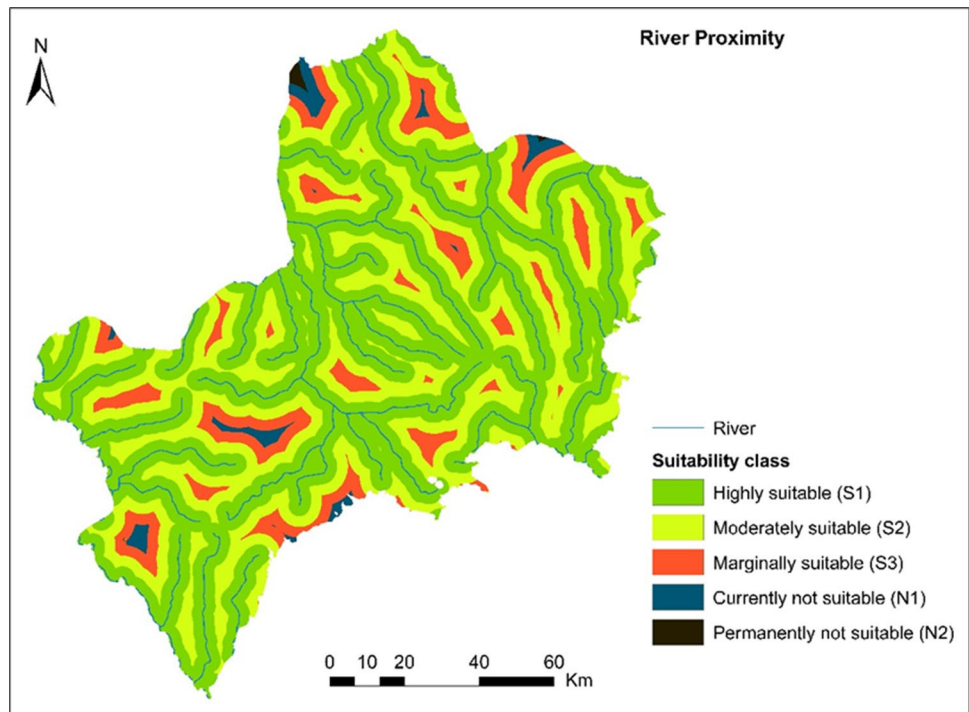 River Proximity
N
River
Suitability class
Highly suitable (S1)
Moderately suitable (S2)
Marginally suitable (S3)
Currently not suitable (N1)
Permanently not suitable (N2)
0 10 20 40 60
Km